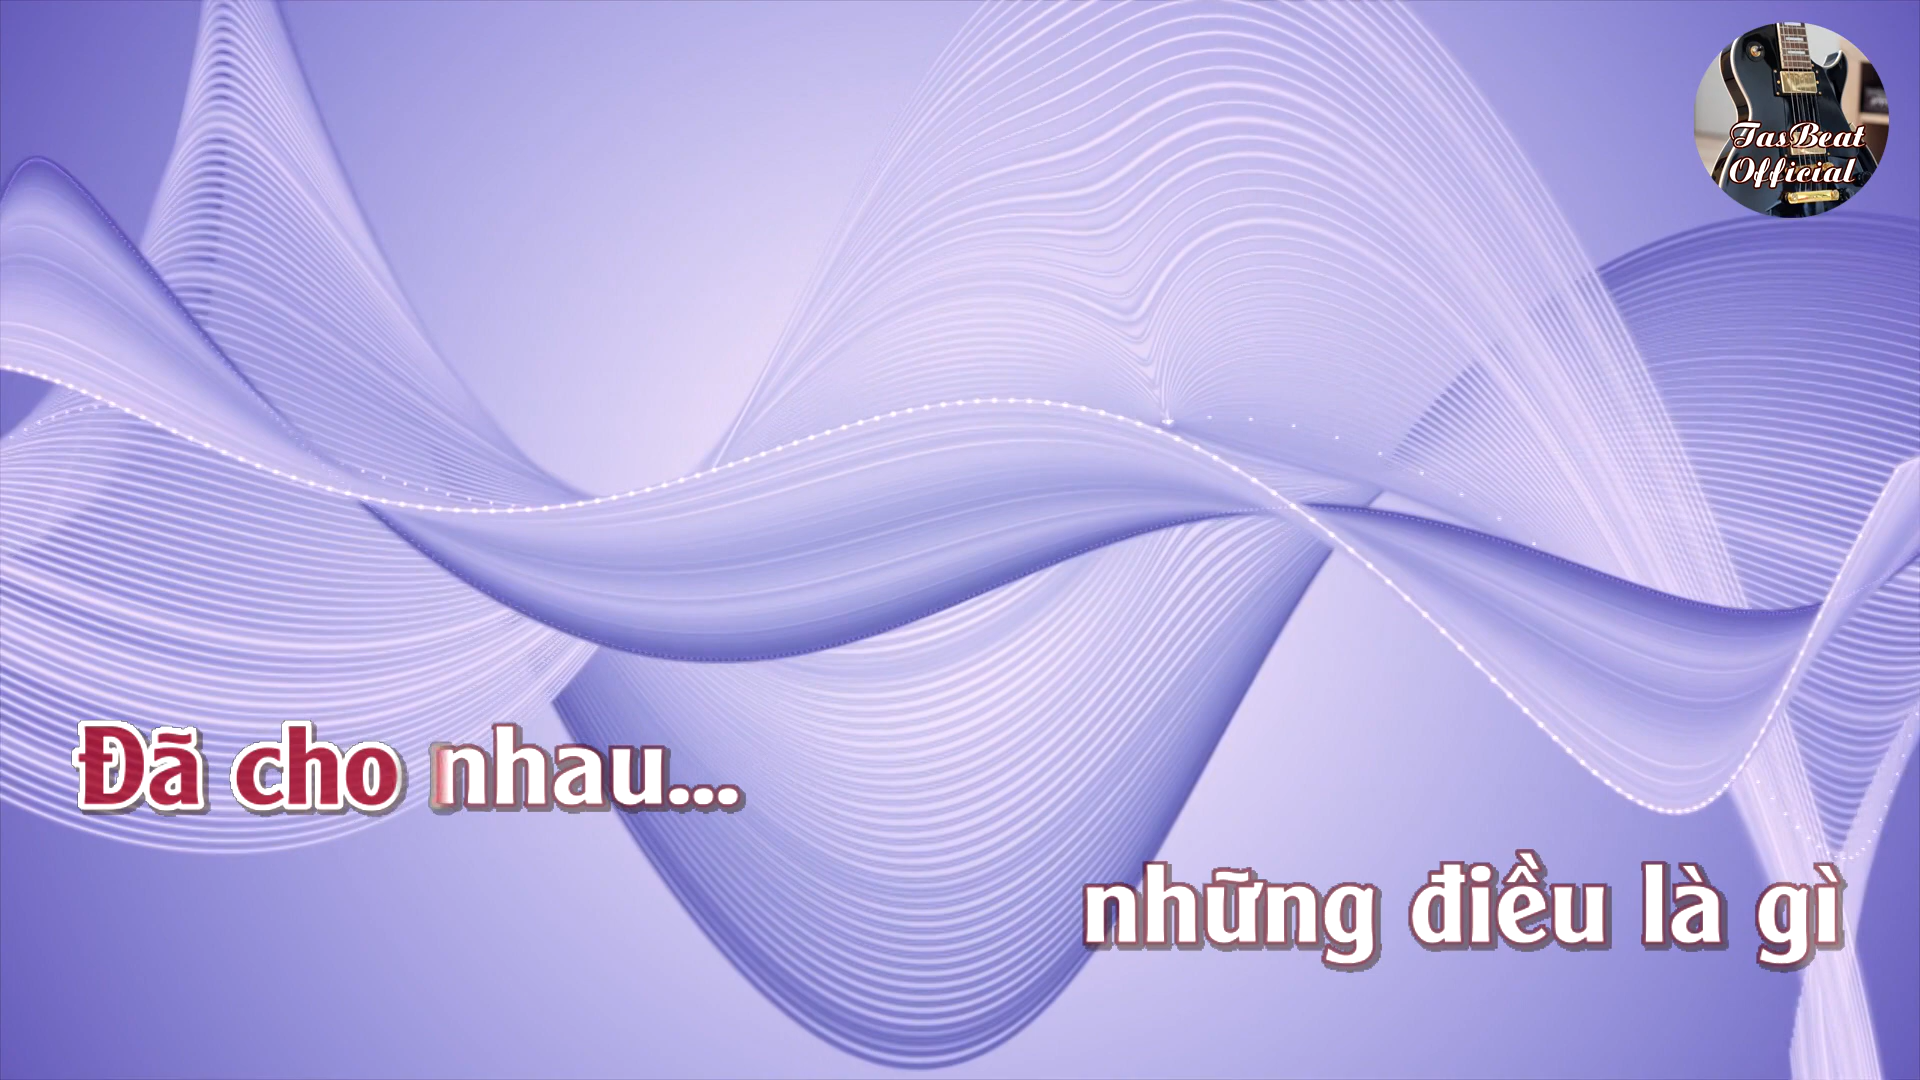 TasBeat
Official
Đã cho nhau...
những điều là gì